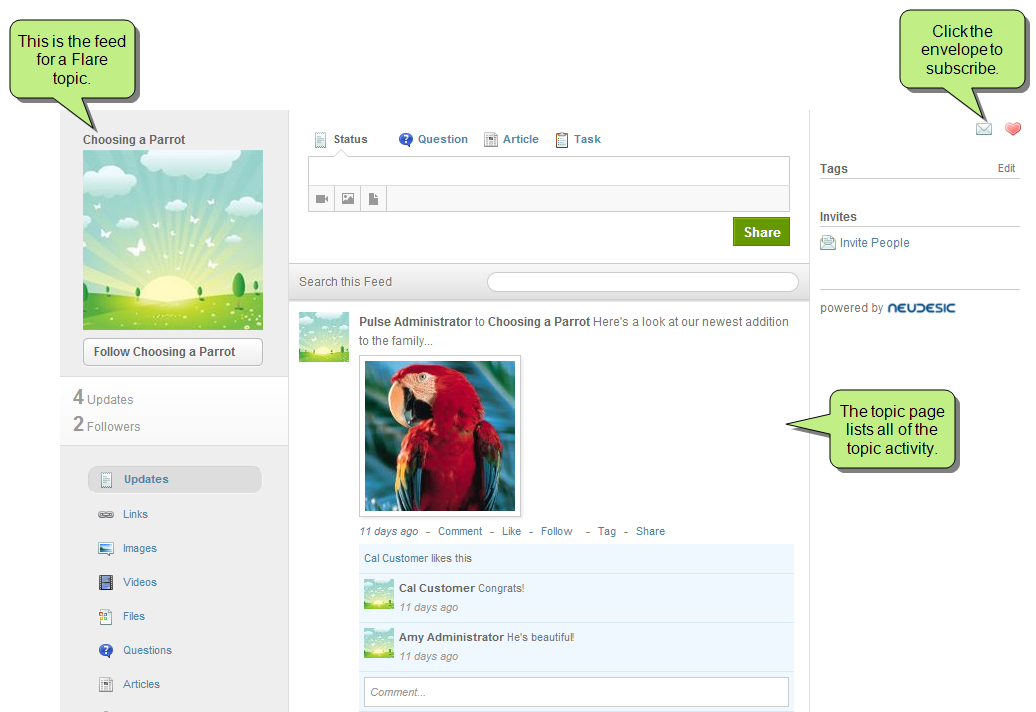 This is the feed
for a Flare
topic.
Click the
envelope to
subscribe.
Choosing a Parrot
Follow Choosing a Parrot
4 Updates
2 Followers
Updates
Links
Images
Videos
Files
Questions
Articles
Status
Question
Article
Task
Share
Search this Feed
Pulse Administrator to Choosing a Parrot Here's a look at our newest addition
to the family...
11 days ago - Comment - Like - Follow - Tag - Share
Cal Customer likes this
Cal Customer Congrats!
11 days ago
Amy Administrator He's beautiful!
11 days ago
Comment...
Tags
Edit
Invites
Invite People
powered by NEUDESIC
The topic page
lists all of the
topic activity.